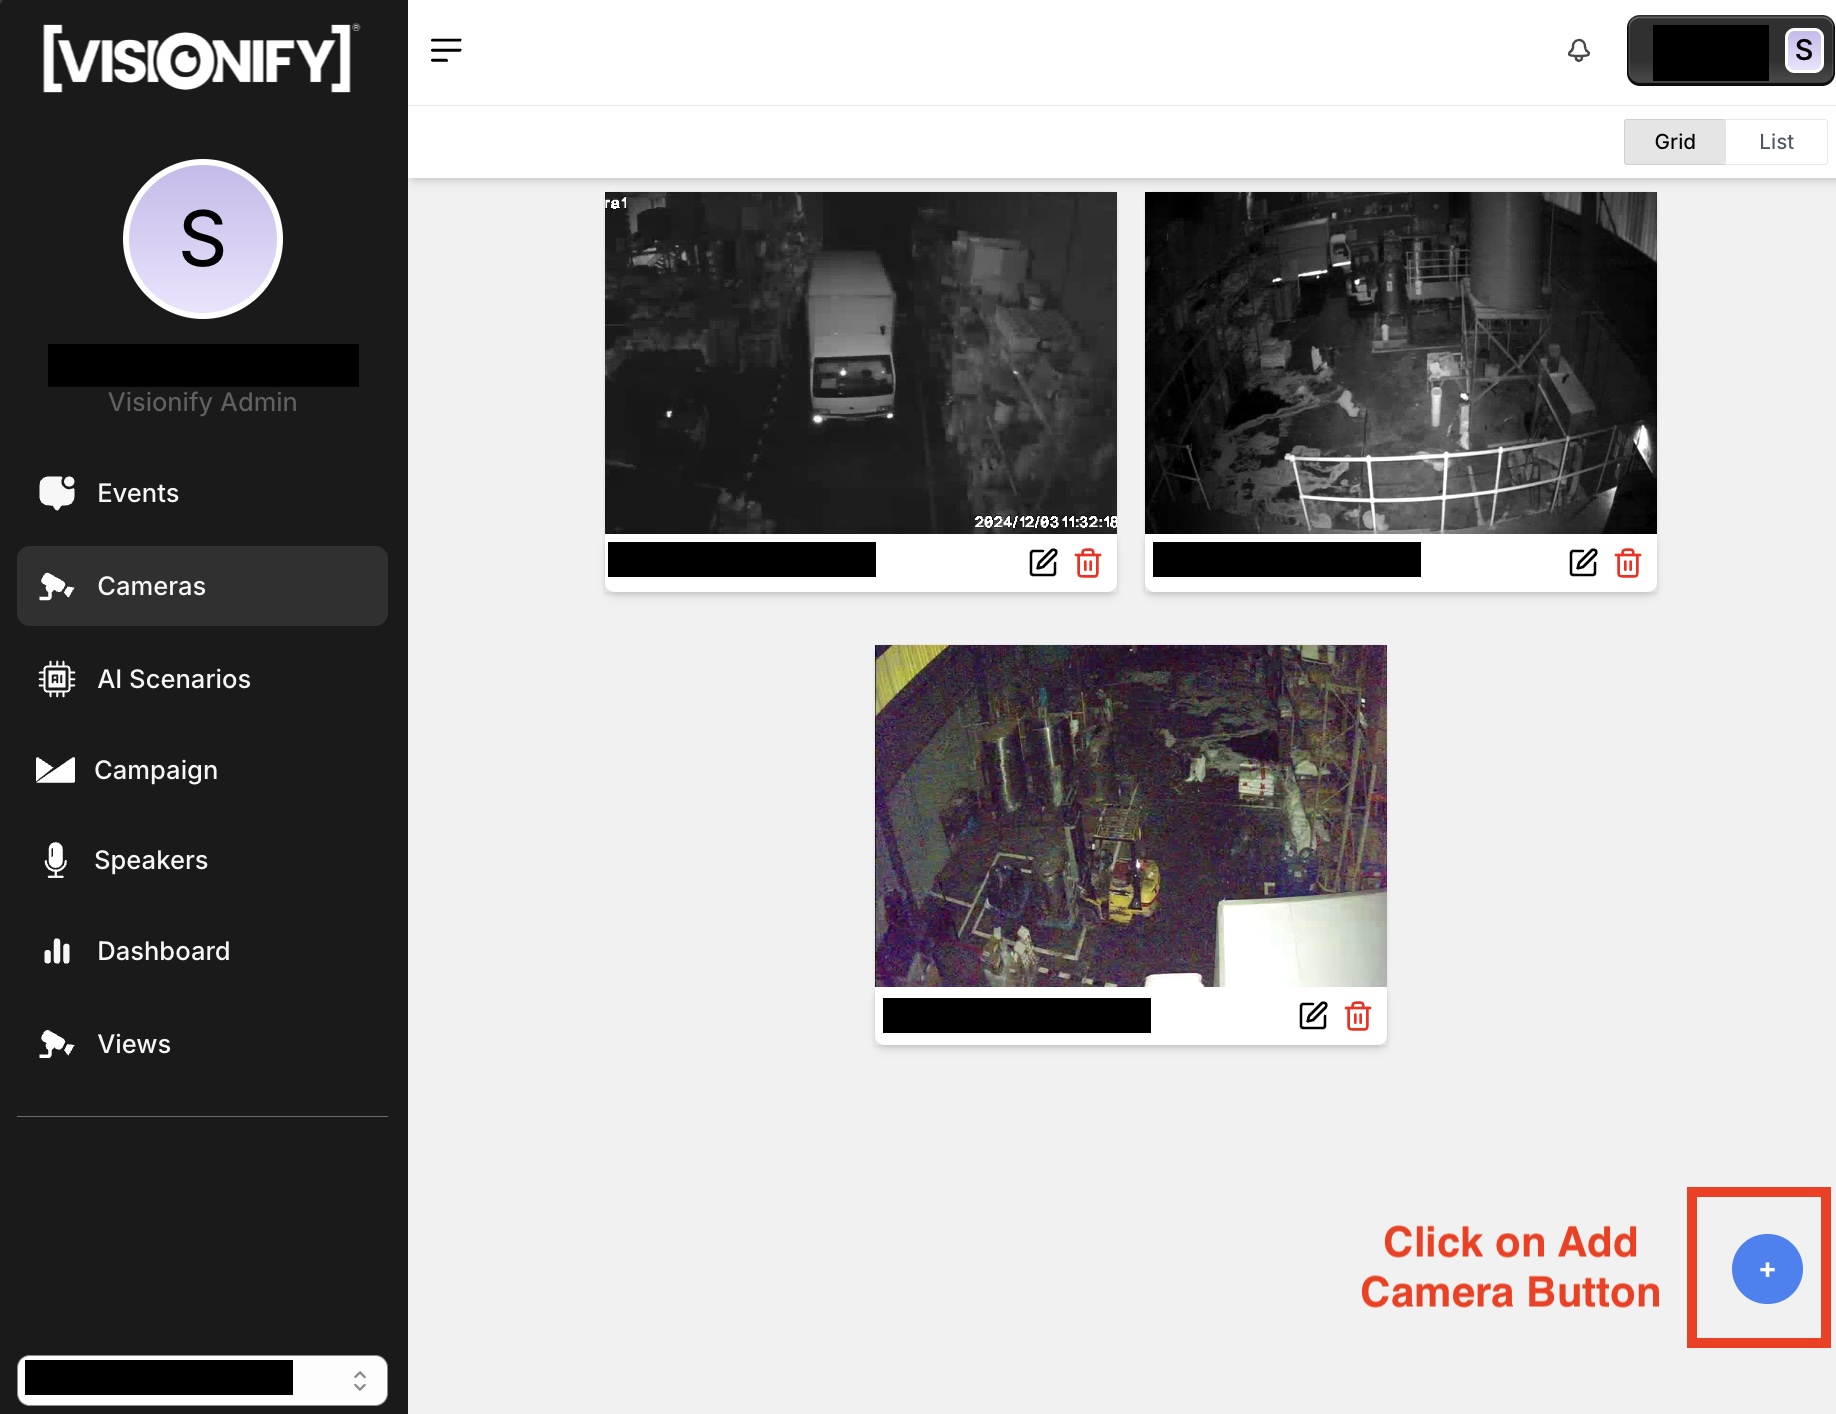 [VISIONIFY]®
S
Grid
List
S
Visionify Admin
Events
Cameras
AI Scenarios
AI
Campaign
Speakers
Dashboard
Views
ra1
2024/12/03 11:32:18
Click on Add
Camera Button
+